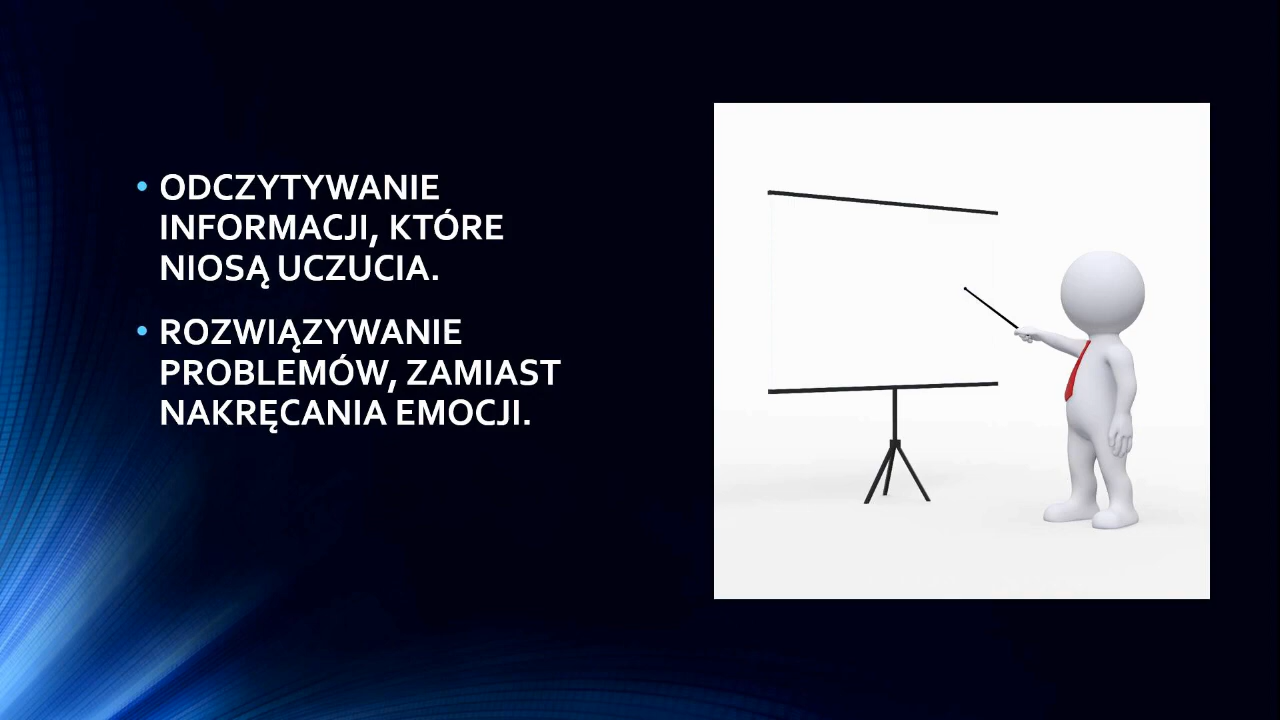 • ODCZYTYWANIE
INFORMACJI, KTÓRE
NIOSĄ UCZUCIA.
• ROZWIĄZYWANIE
PROBLEMÓW, ZAMIAST
NAKRĘCANIA EMOCJI.